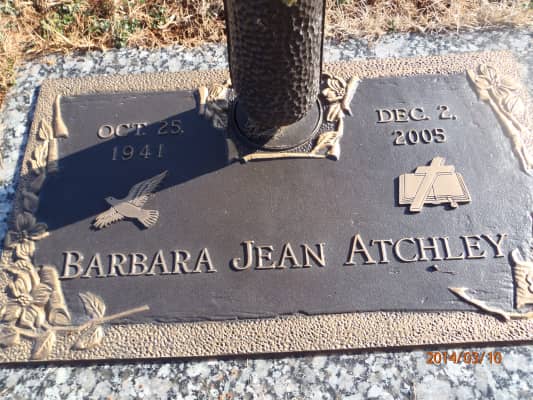 OCT. 25, 1941
DEC. 2, 2005
BARBARA JEAN ATCHLEY
2014/03/16